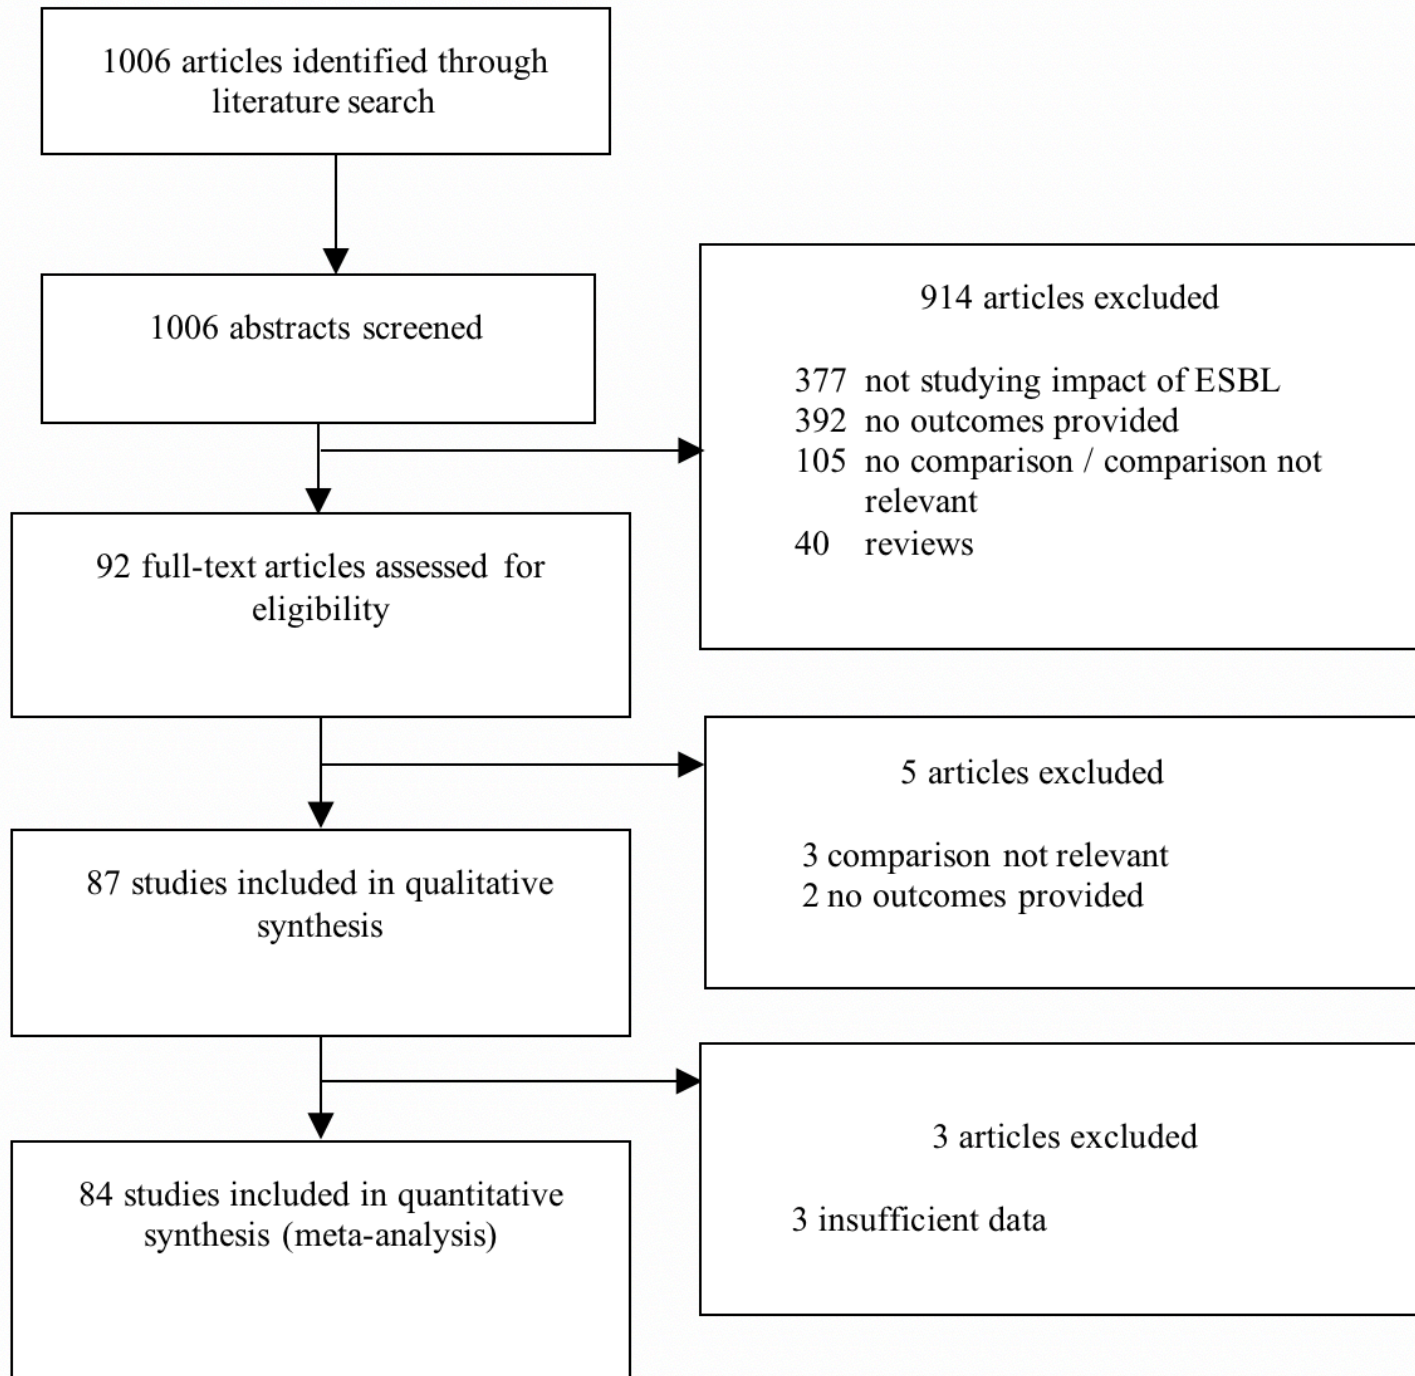 1006 articles identified through
literature search
1006 abstracts screened
914 articles excluded
377 not studying impact of ESBL
392 no outcomes provided
105 no comparison / comparison not
relevant
40 reviews
92 full-text articles assessed for
eligibility
5 articles excluded
3 comparison not relevant
2 no outcomes provided
87 studies included in qualitative
synthesis
3 articles excluded
3 insufficient data
84 studies included in quantitative
synthesis (meta-analysis)